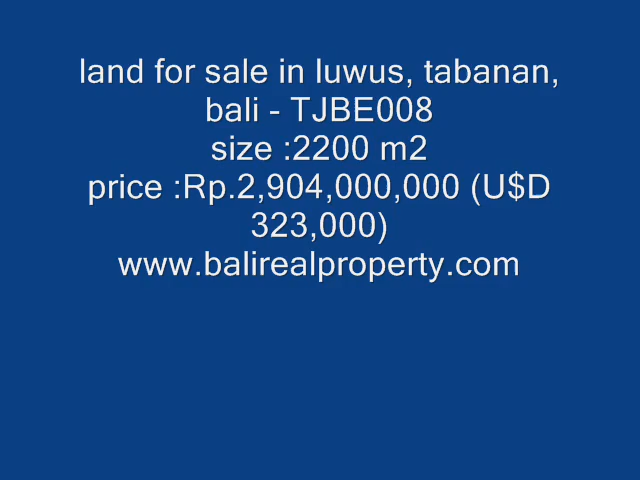 land for sale in luwus, tabanan,
bali - TJBE008
size :2200 m2
price :Rp.2,904,000,000 (U$D
323,000)
www.balirealproperty.com